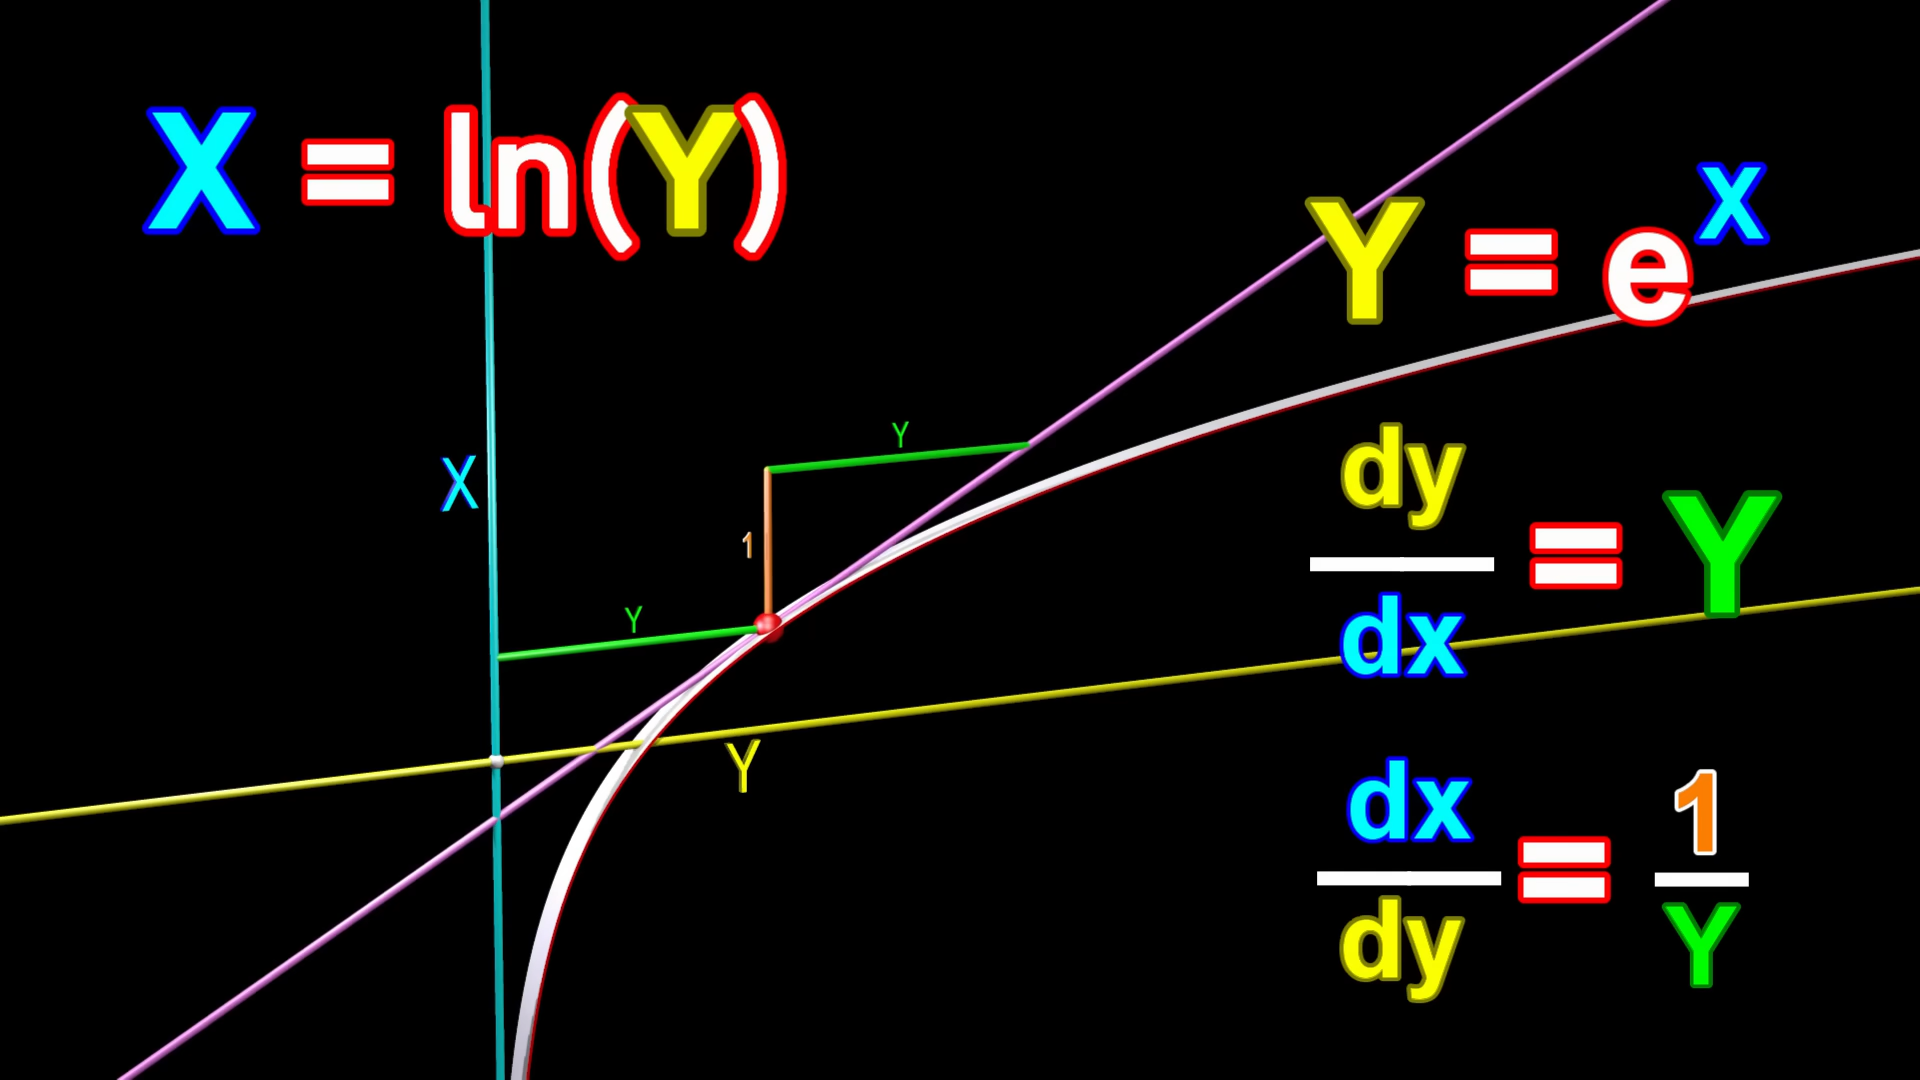 X = ln(Y)
Y = e^x
X
Y
1
Y
Y
dy/dx = Y
dx/dy = 1/Y